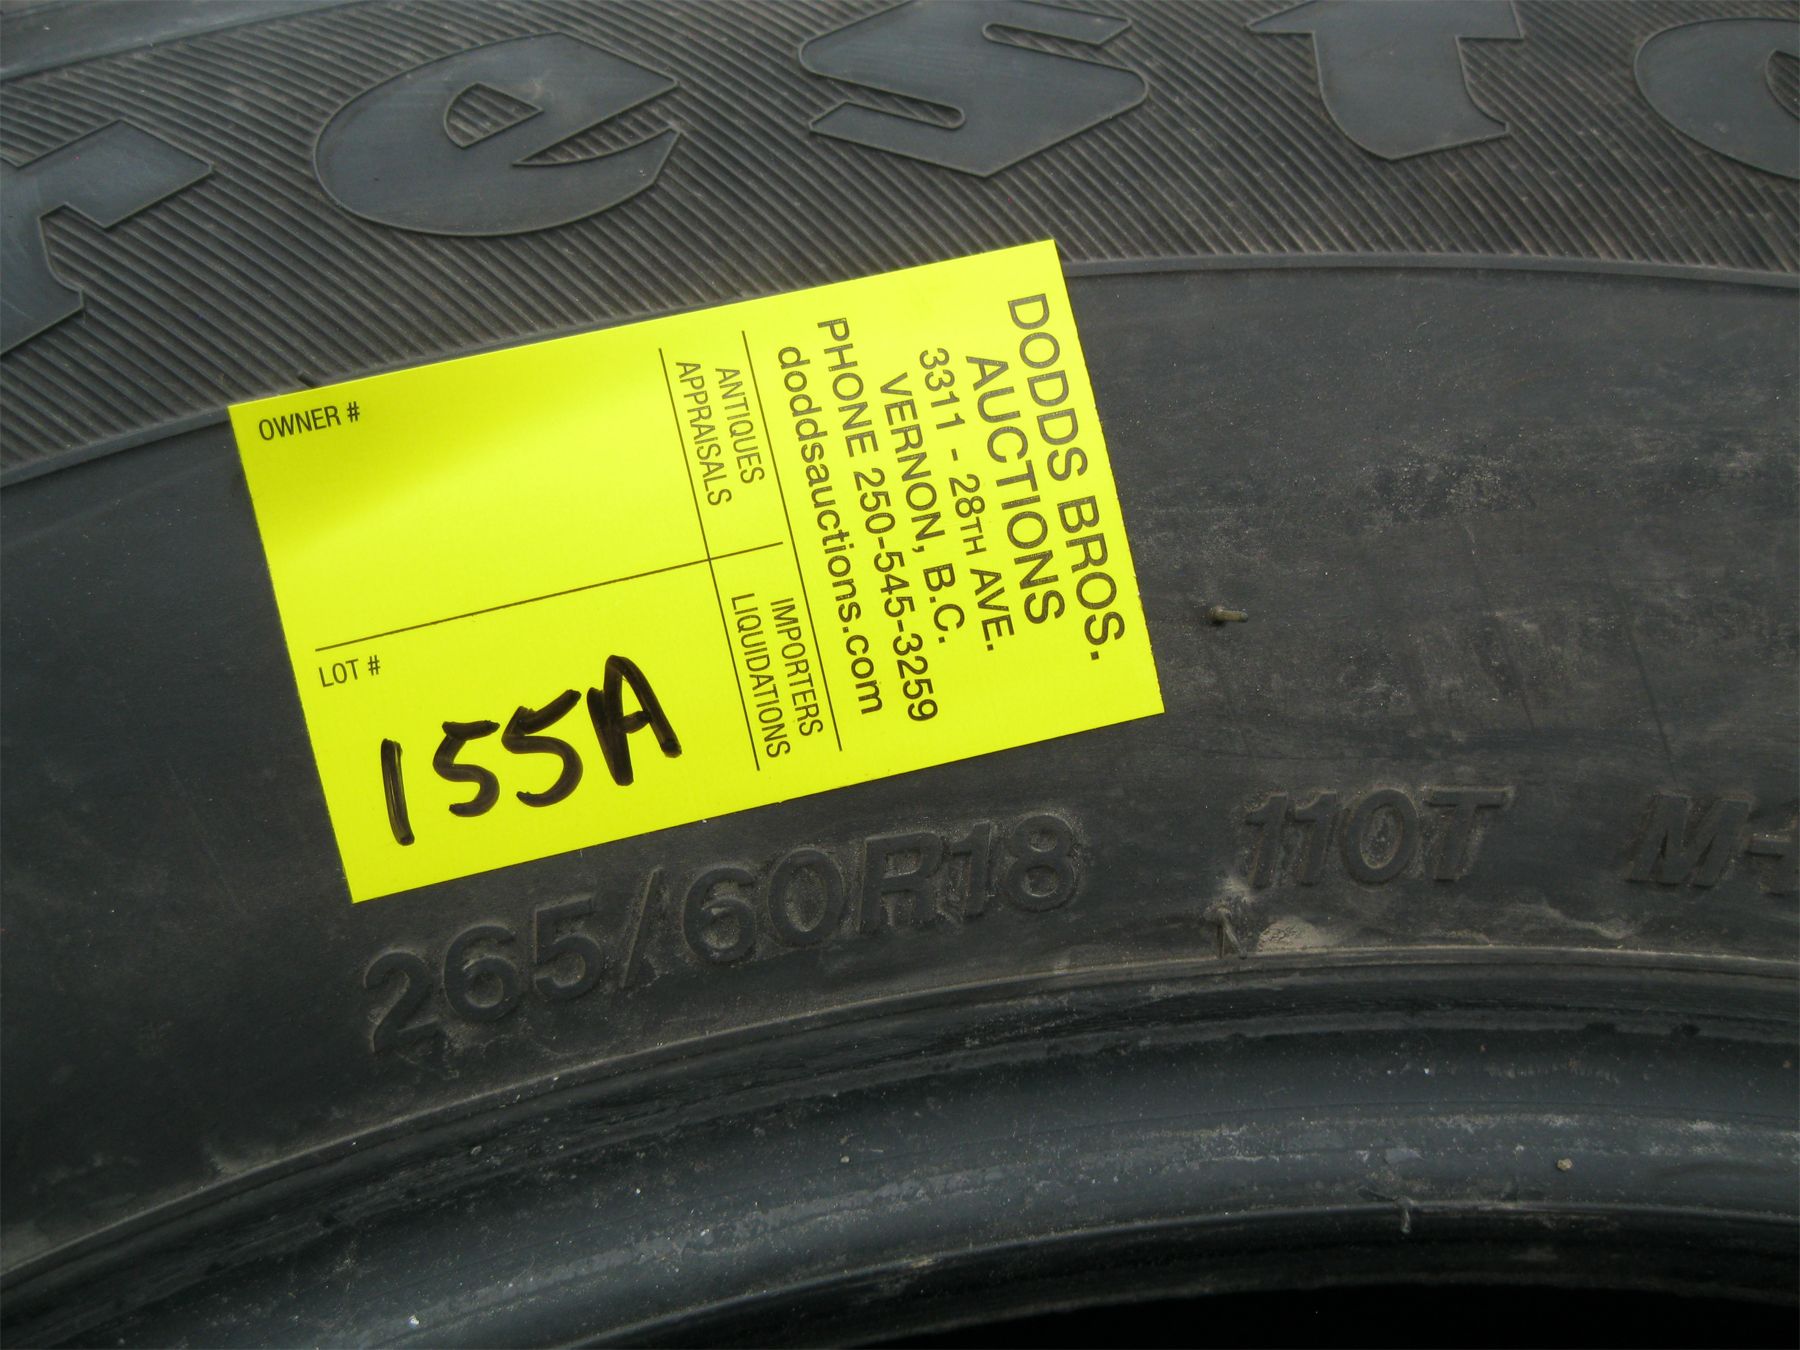 resto
DODDS BROS.
AUCTIONS
3311 - 28TH AVE.
VERNON, B.C.
PHONE 250-545-3259
doddsauctions.com
ANTIQUES
APPRAISALS
IMPORTERS
LIQUIDATIONS
OWNER #
LOT #
155A
265/60R18 110T M+